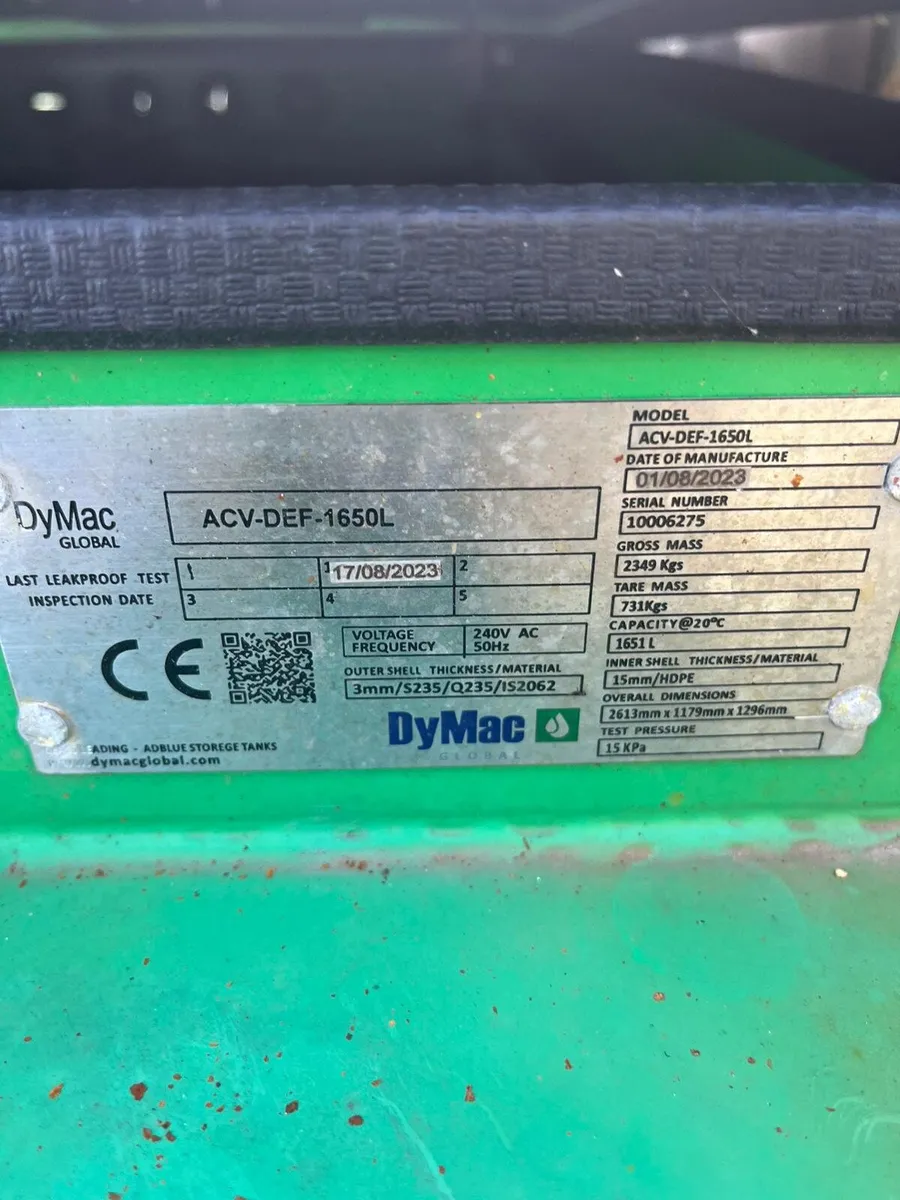 DyMac
GLOBAL
ACV-DEF-1650L
LAST LEAKPROOF TEST
INSPECTION DATE
1 17/08/2023 2
3 4 5
VOLTAGE 240V AC
FREQUENCY 50Hz
OUTER SHELL THICKNESS/MATERIAL
3mm/S235/Q235/IS2062
CE
DyMac
GLOBAL
EADING - ADBLUE STOREGE TANKS
dymacglobal.com
MODEL
ACV-DEF-1650L
DATE OF MANUFACTURE
01/08/2023
SERIAL NUMBER
10006275
GROSS MASS
2349 Kgs
TARE MASS
731Kgs
CAPACITY@20°C
1651 L
INNER SHELL THICKNESS/MATERIAL
15mm/HDPE
OVERALL DIMENSIONS
2613mm x 1179mm x 1296mm
TEST PRESSURE
15 KPa